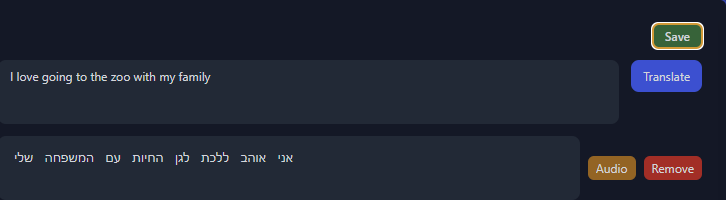 Save
I love going to the zoo with my family
Translate
אני אוהב ללכת לגן החיות עם המשפחה שלי
Audio
Remove